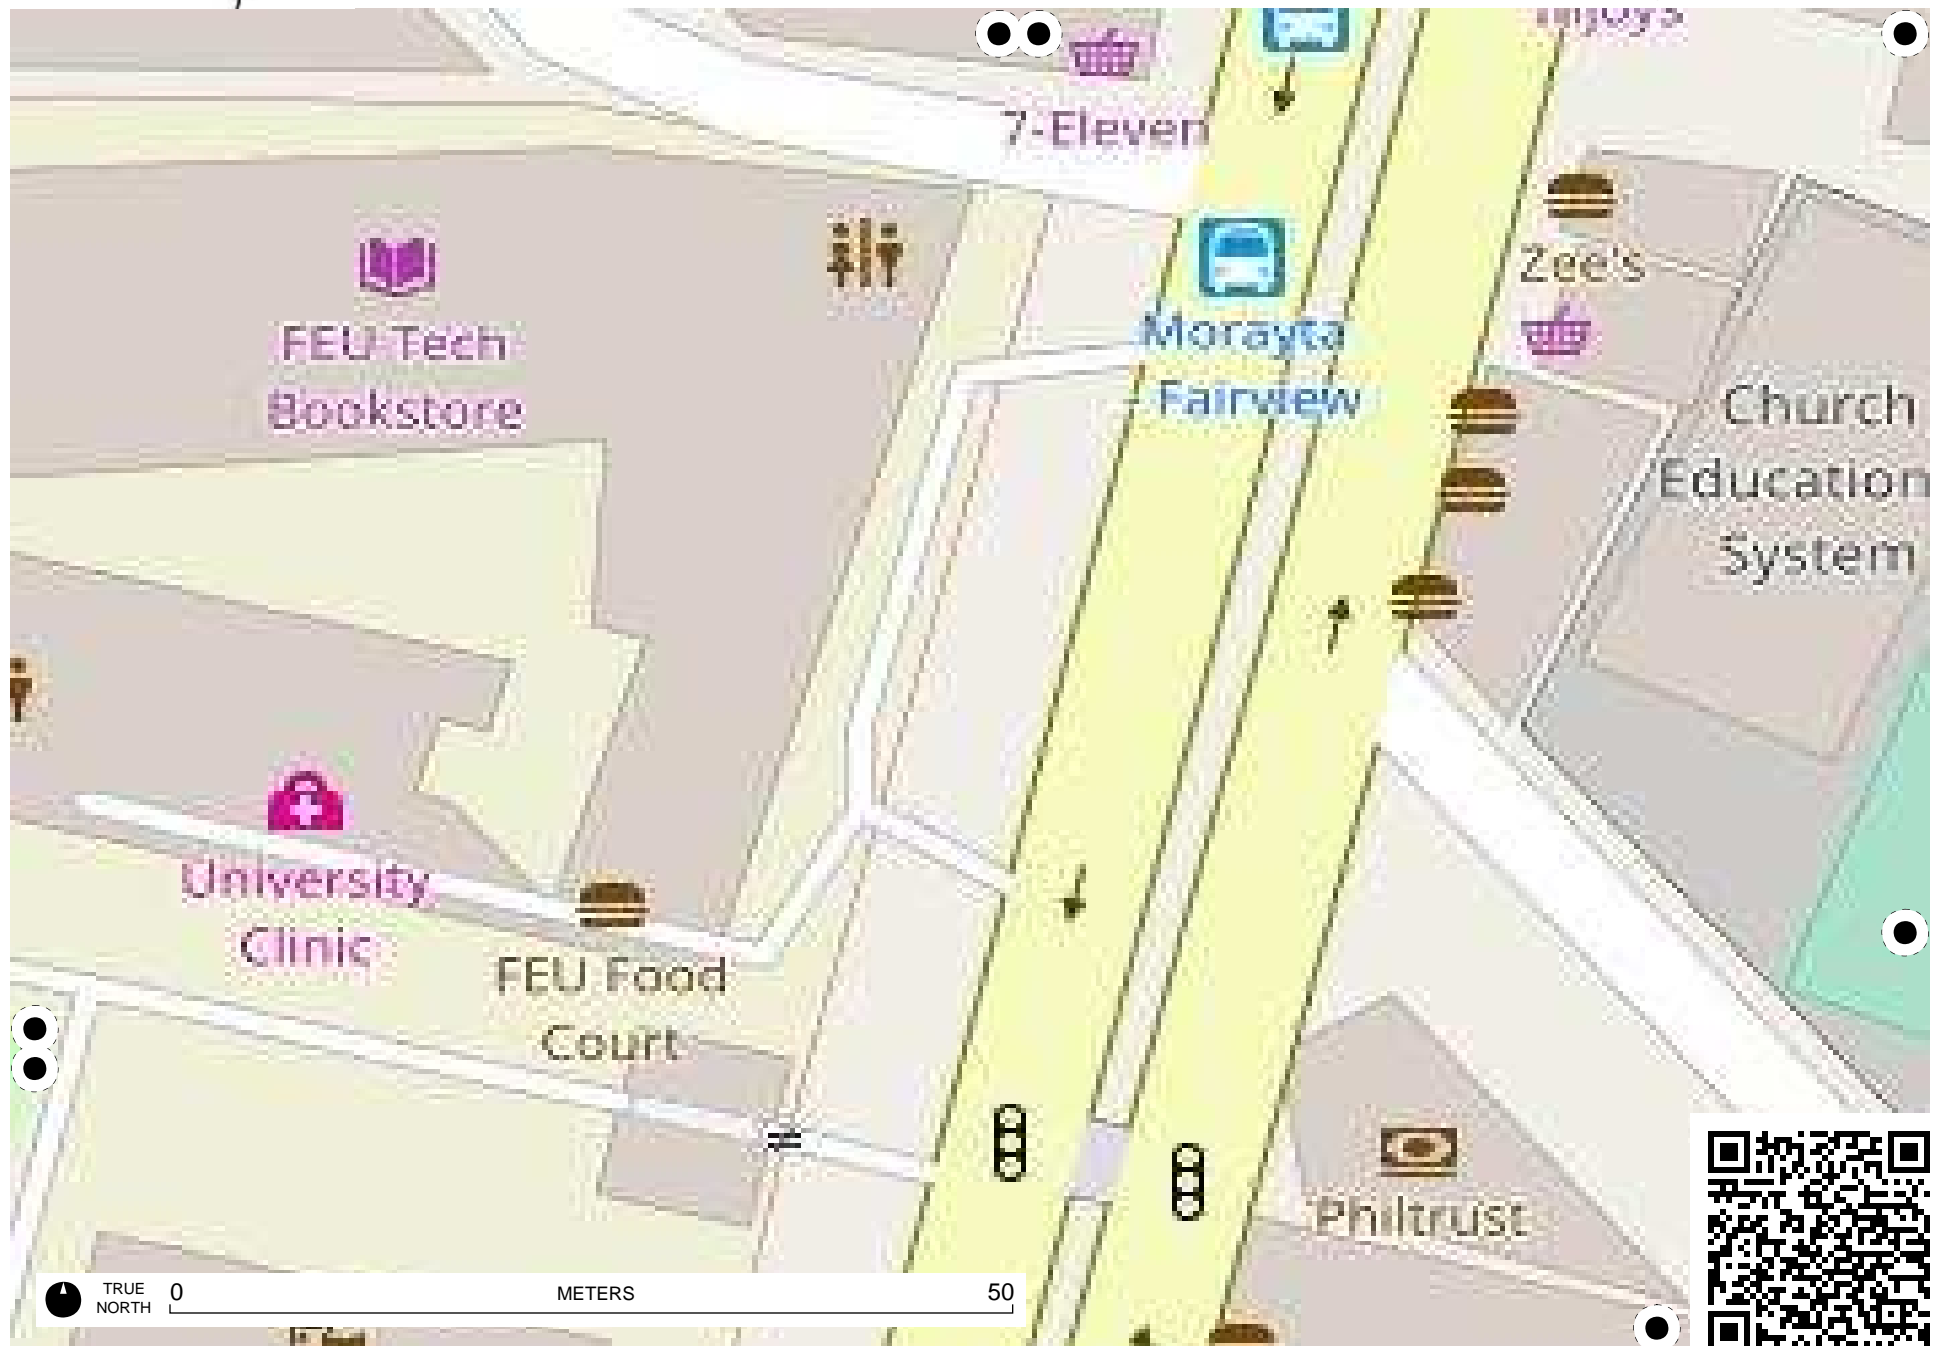 7-Eleven
Zee's
FEU Tech
Bookstore
Morayta
Fairview
Church
Education
System
University
Clinic
FEU Food
Court
Philtrust
TRUE
NORTH
0 METERS 50